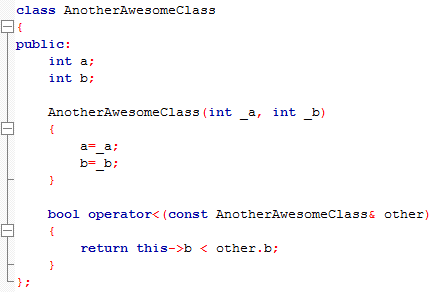 class AnotherAwesomeClass
{
public:
    int a;
    int b;

    AnotherAwesomeClass(int _a, int _b)
    {
        a=_a;
        b=_b;
    }

    bool operator<(const AnotherAwesomeClass& other)
    {
        return this->b < other.b;
    }
};